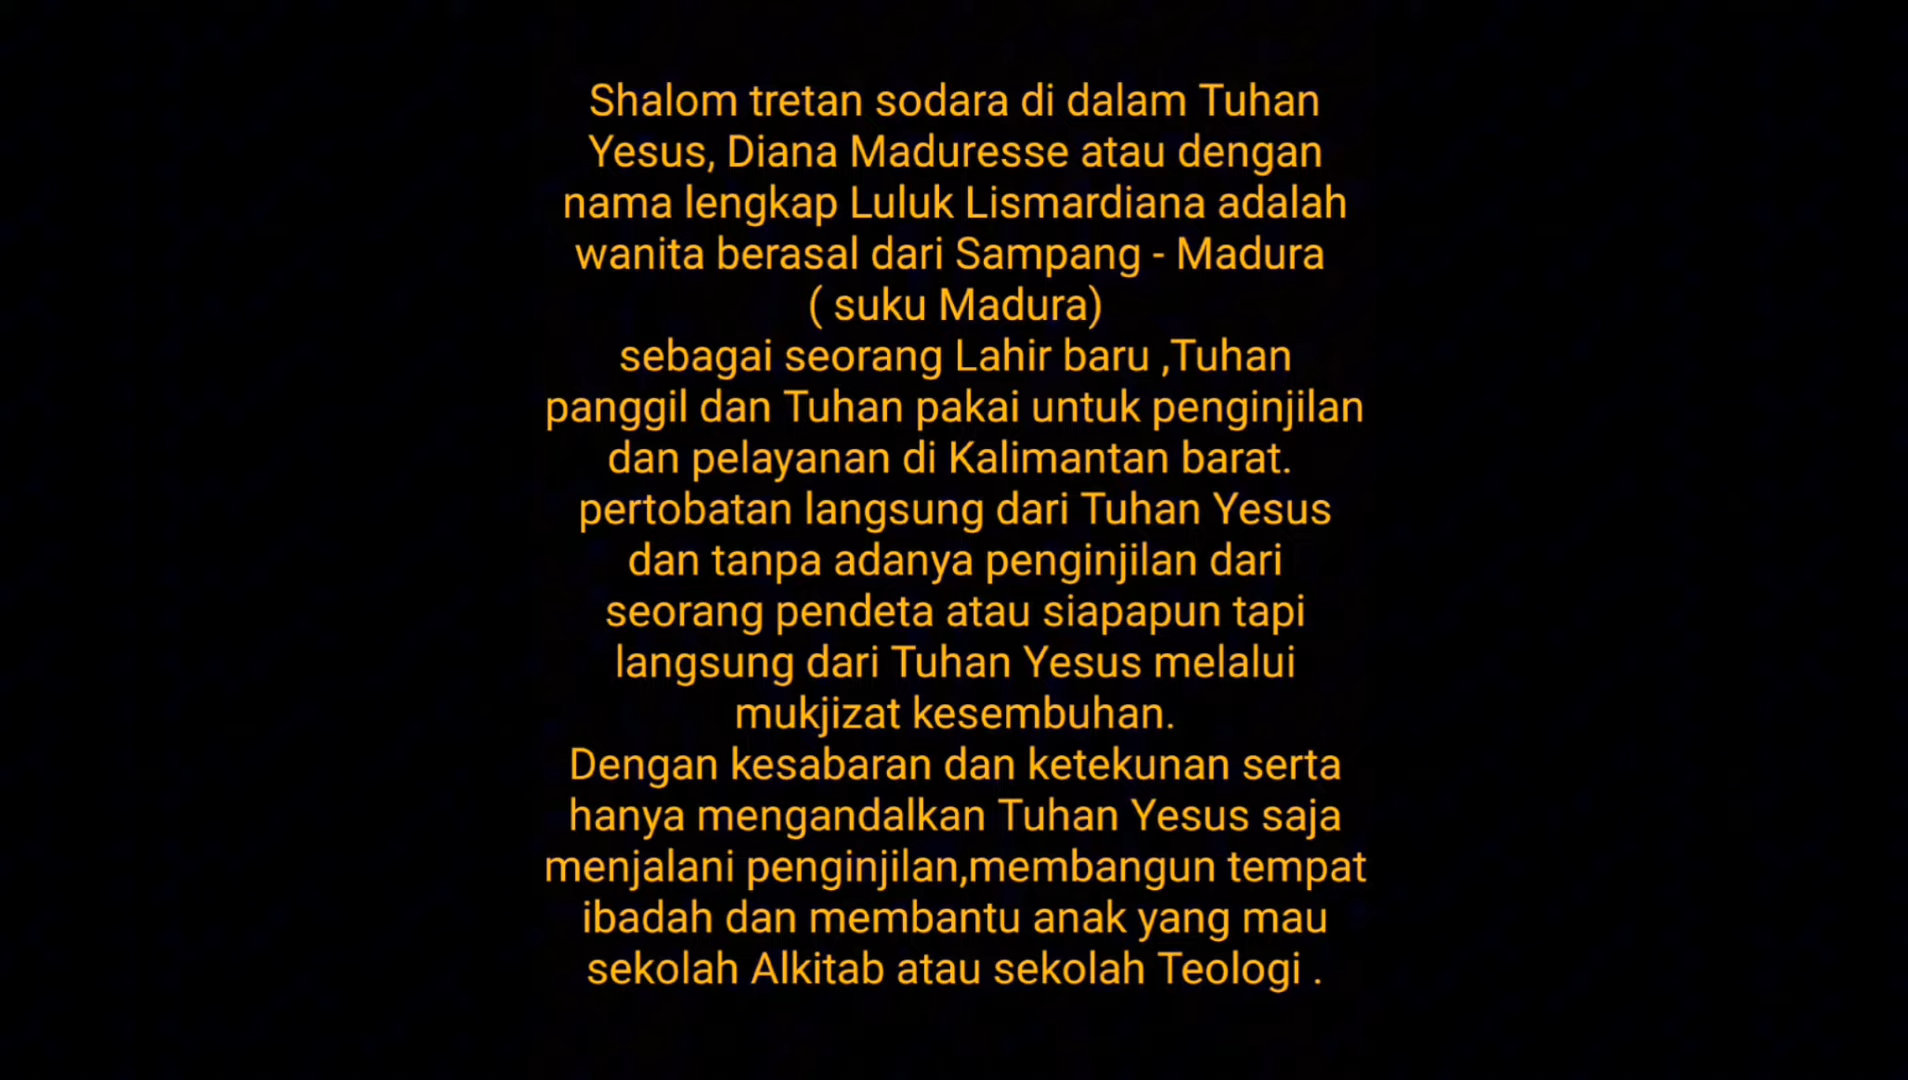 Shalom tretan sodara di dalam Tuhan
Yesus, Diana Maduresse atau dengan
nama lengkap Luluk Lismardiana adalah
wanita berasal dari Sampang - Madura
( suku Madura)
sebagai seorang Lahir baru ,Tuhan
panggil dan Tuhan pakai untuk penginjilan
dan pelayanan di Kalimantan barat.
pertobatan langsung dari Tuhan Yesus
dan tanpa adanya penginjilan dari
seorang pendeta atau siapapun tapi
langsung dari Tuhan Yesus melalui
mukjizat kesembuhan.
Dengan kesabaran dan ketekunan serta
hanya mengandalkan Tuhan Yesus saja
menjalani penginjilan,membangun tempat
ibadah dan membantu anak yang mau
sekolah Alkitab atau sekolah Teologi .